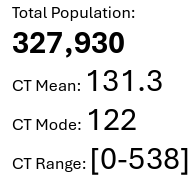 Total Population:
327,930
CT Mean: 131.3
CT Mode: 122
CT Range: [0-538]